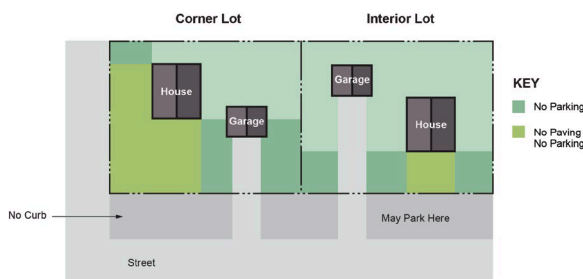 Corner Lot
Interior Lot
House
Garage
Garage
House
KEY
No Parking
No Paving
No Parking
No Curb
May Park Here
Street